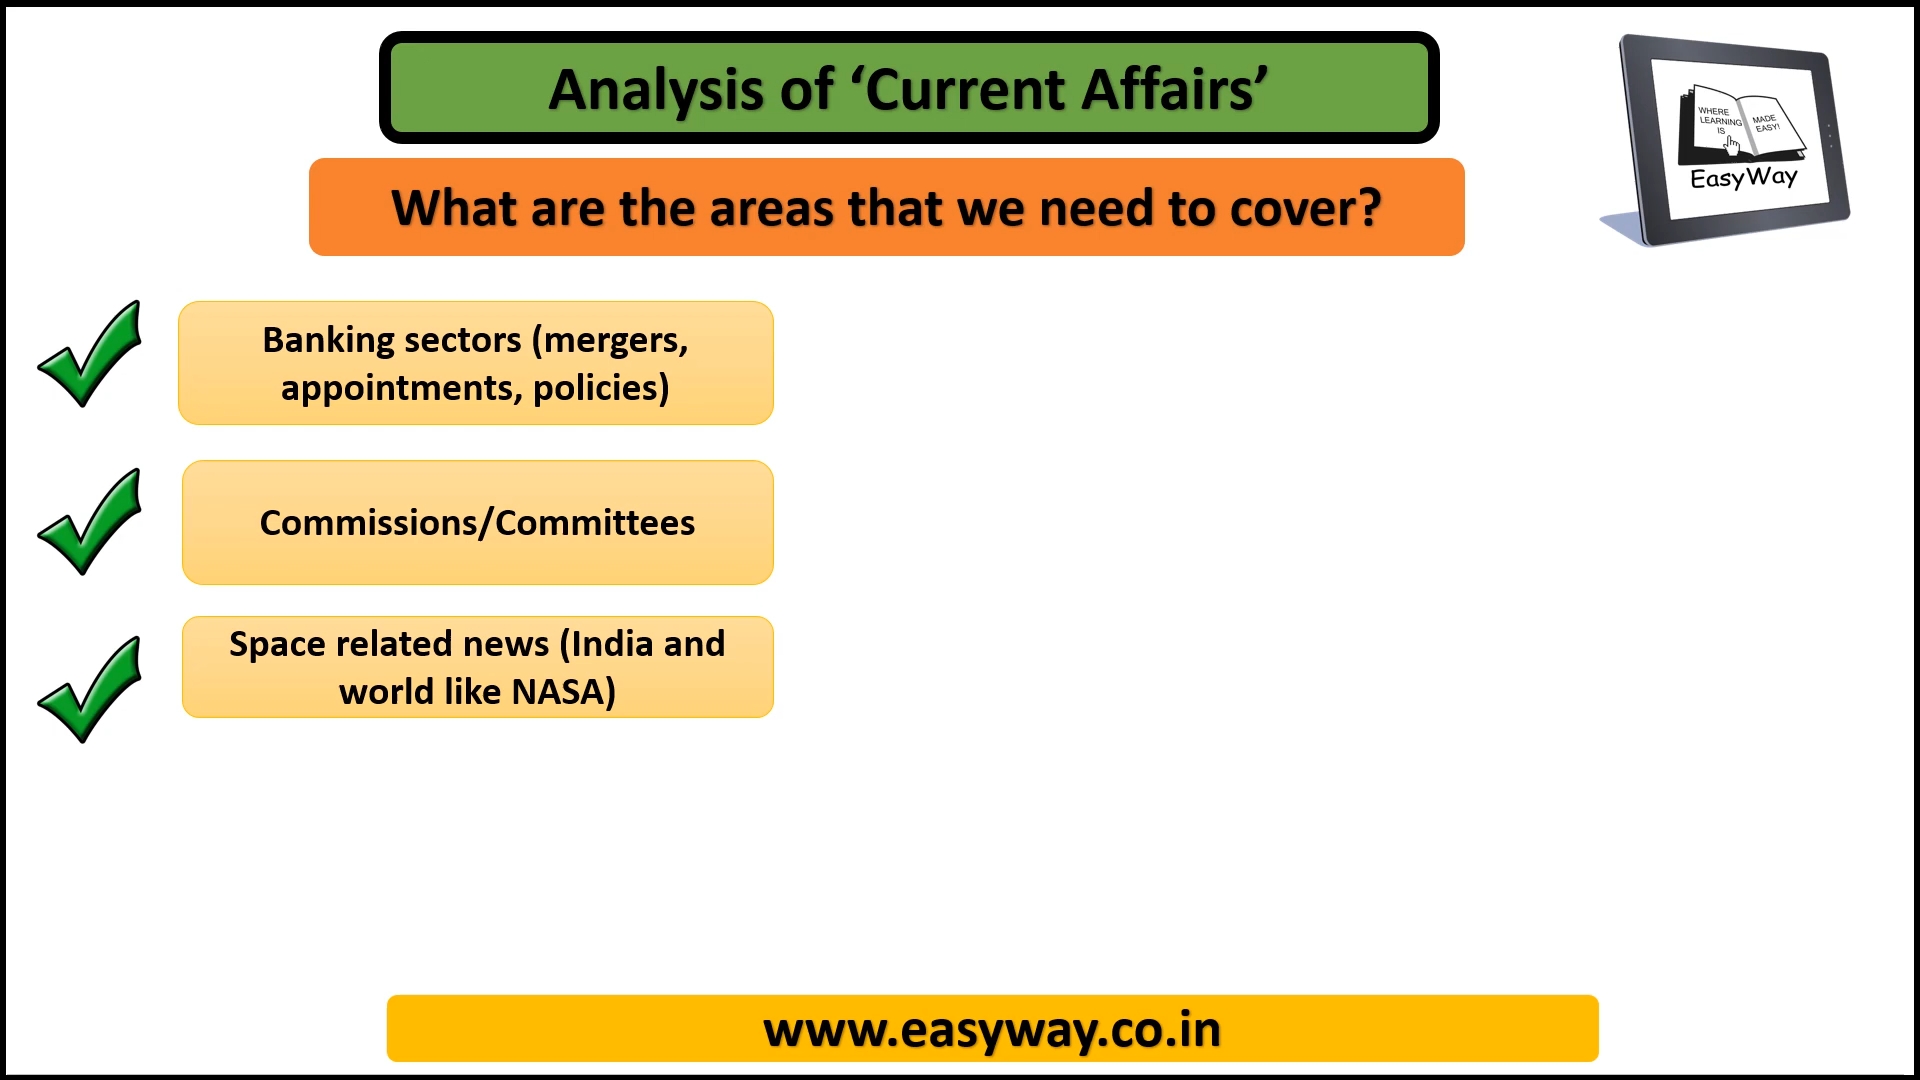 Analysis of ‘Current Affairs’
What are the areas that we need to cover?
WHERE
LEARNING
IS
MADE
EASY!
EasyWay
Banking sectors (mergers,
appointments, policies)
Commissions/Committees
Space related news (India and
world like NASA)
www.easyway.co.in